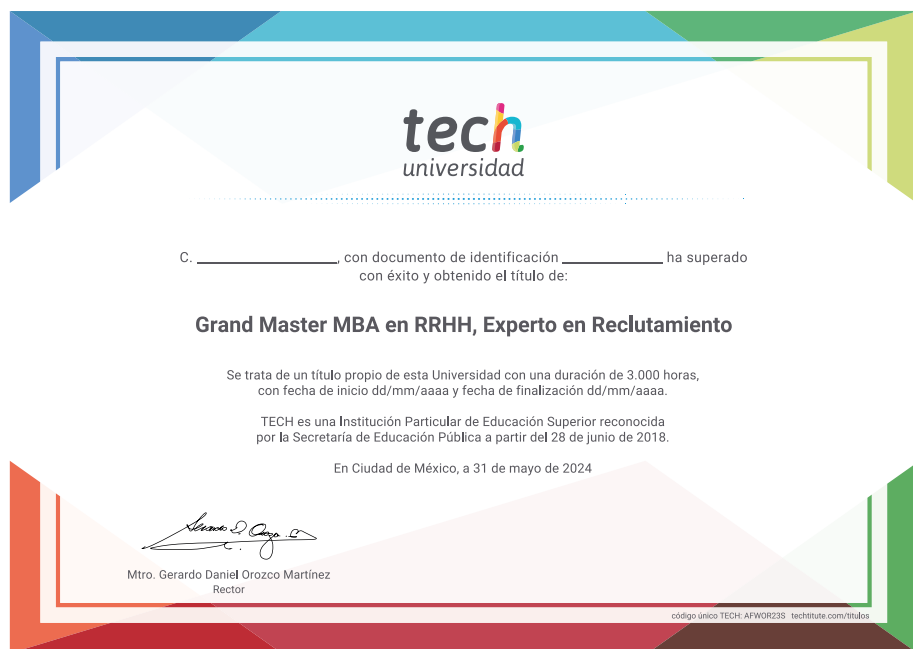 tech
universidad
C. , con documento de identificación ha superado
con éxito y obtenido el título de:
Grand Master MBA en RRHH, Experto en Reclutamiento
Se trata de un título propio de esta Universidad con una duración de 3.000 horas,
con fecha de inicio dd/mm/aaaa y fecha de finalización dd/mm/aaaa.
TECH es una Institución Particular de Educación Superior reconocida
por la Secretaría de Educación Pública a partir del 28 de junio de 2018.
En Ciudad de México, a 31 de mayo de 2024
Mtro. Gerardo Daniel Orozco Martínez
Rector
código único TECH: AFWOR23S techtitute.com/titulos